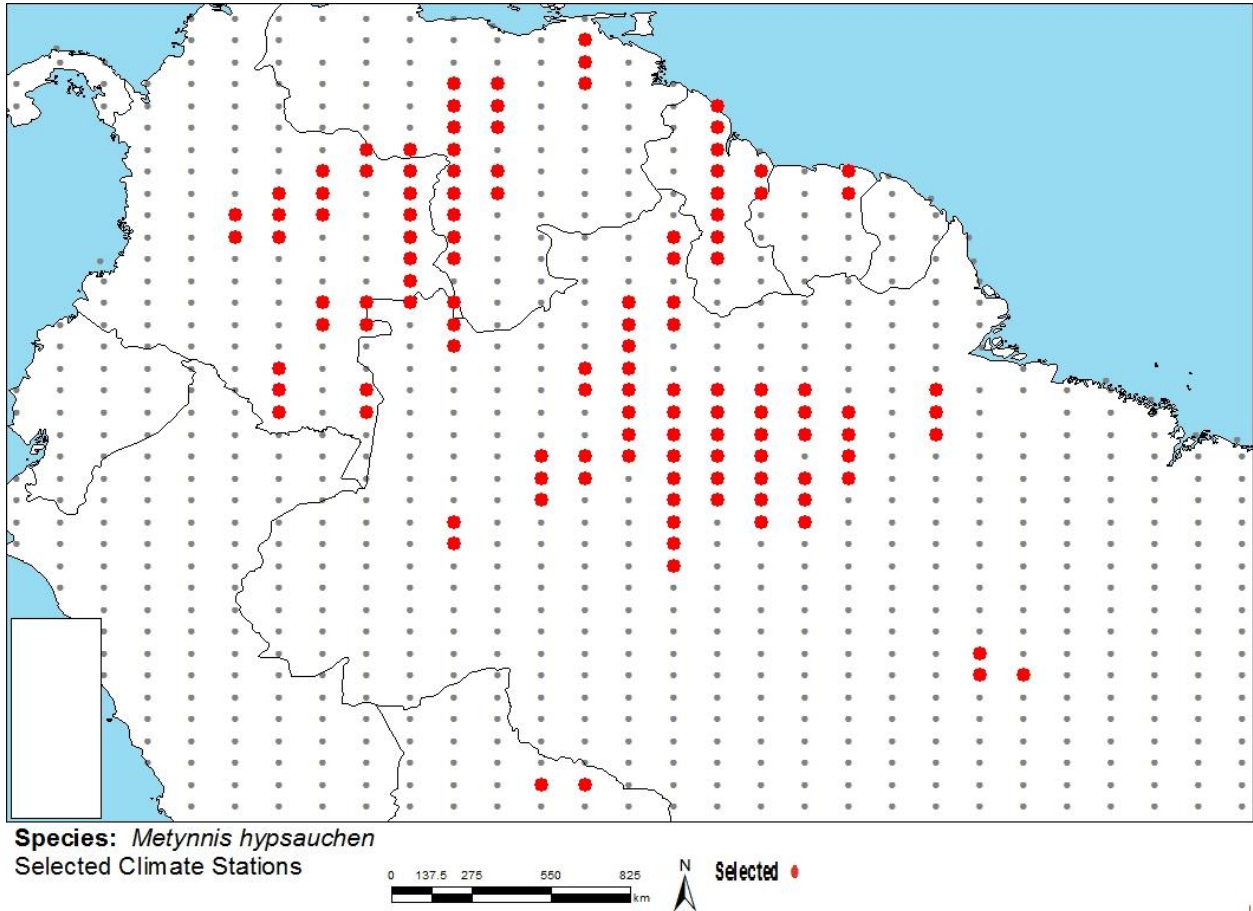 Species: Metynnis hypsauchen
Selected Climate Stations
0 137.5 275 550 825
km
N
Selected